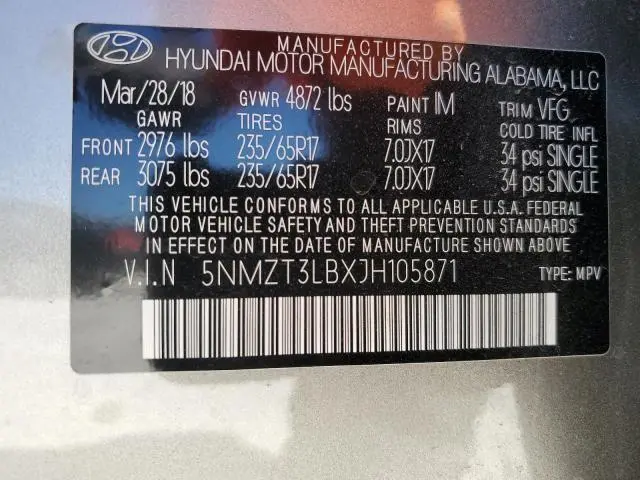 MANUFACTURED BY
HYUNDAI MOTOR MANUFACTURING ALABAMA, LLC
Mar/28/18 GVWR 4872 lbs PAINT IM TRIM VFG
GAWR TIRES RIMS COLD TIRE INFL
FRONT 2976 lbs 235/65R17 7.0JX17 34 psi SINGLE
REAR 3075 lbs 235/65R17 7.0JX17 34 psi SINGLE
THIS VEHICLE CONFORMS TO ALL APPLICABLE U.S.A. FEDERAL
MOTOR VEHICLE SAFETY AND THEFT PREVENTION STANDARDS
IN EFFECT ON THE DATE OF MANUFACTURE SHOWN ABOVE
V.I.N 5NMZT3LBXJH105871 TYPE: MPV